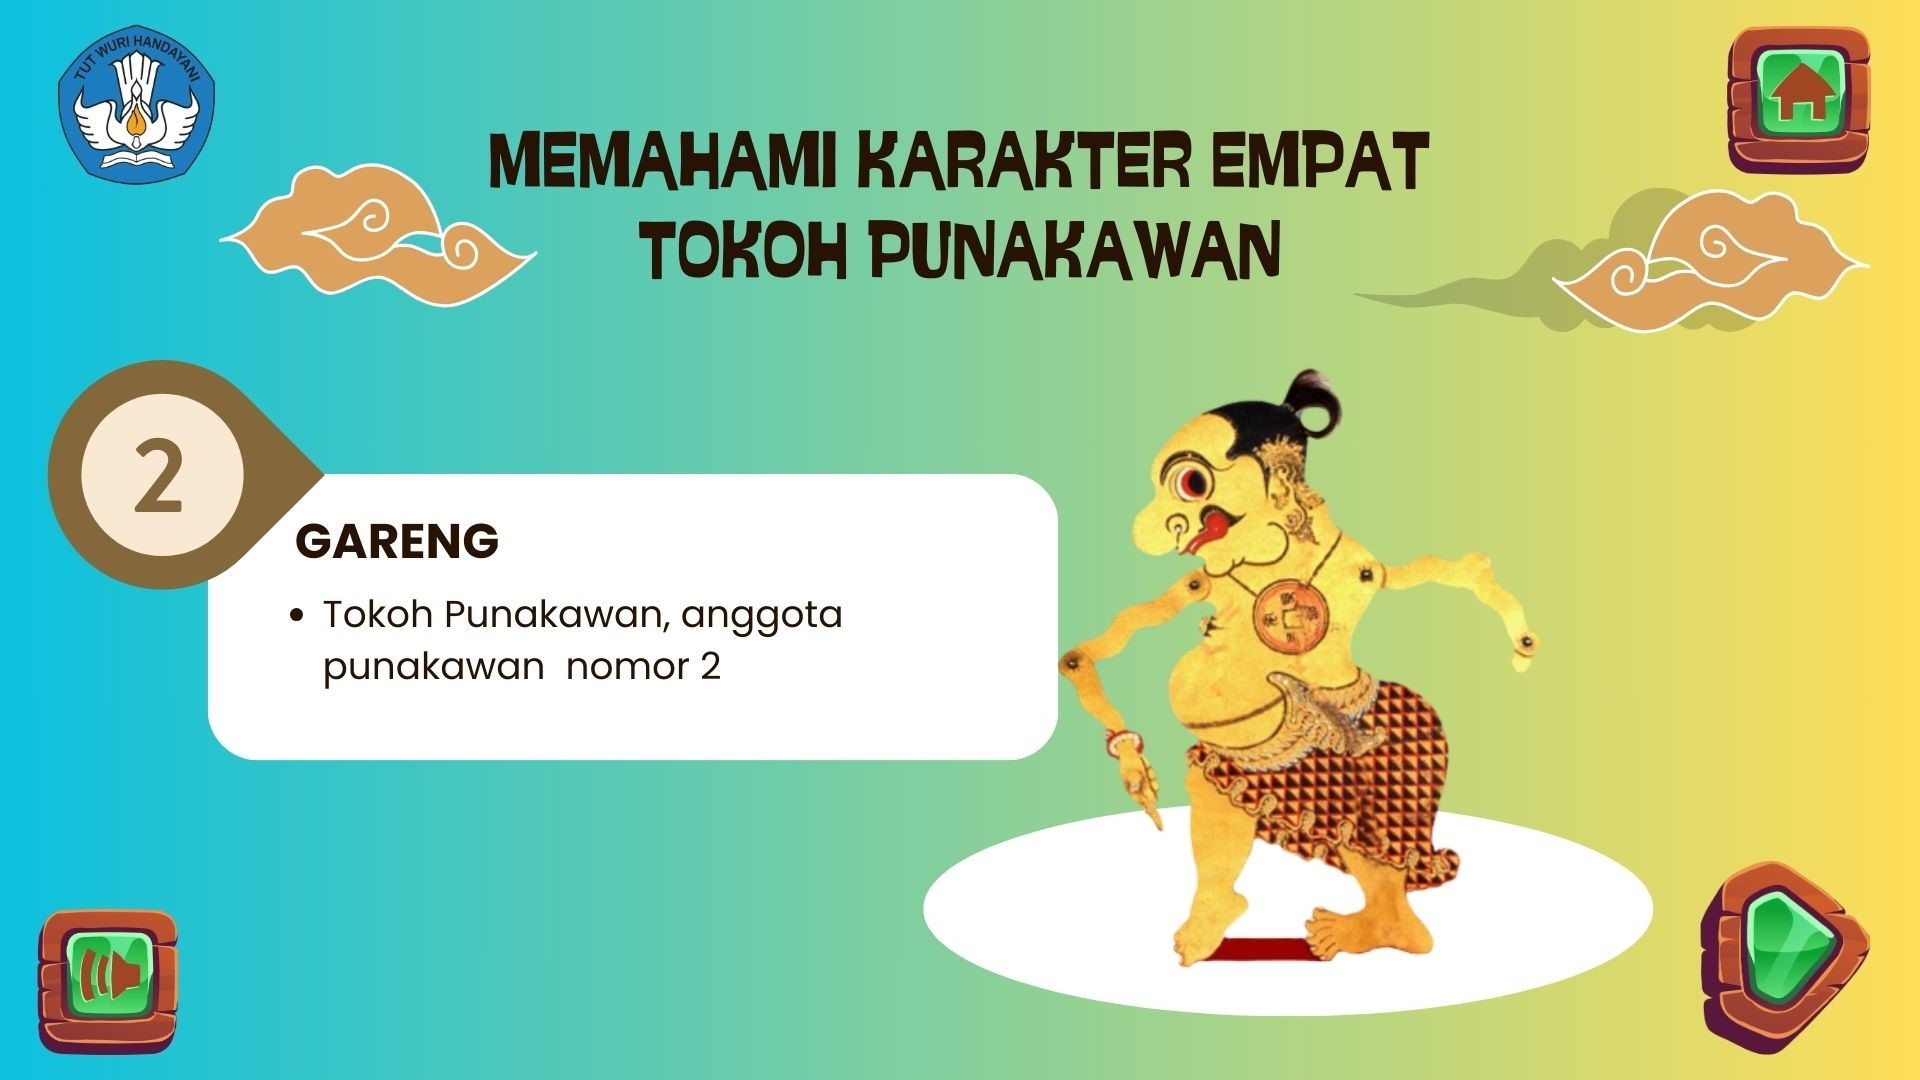 TUT WURI HANDAYANI
MEMAHAMI KARAKTER EMPAT
TOKOH PUNAKAWAN
2
GARENG
• Tokoh Punakawan, anggota
punakawan  nomor 2